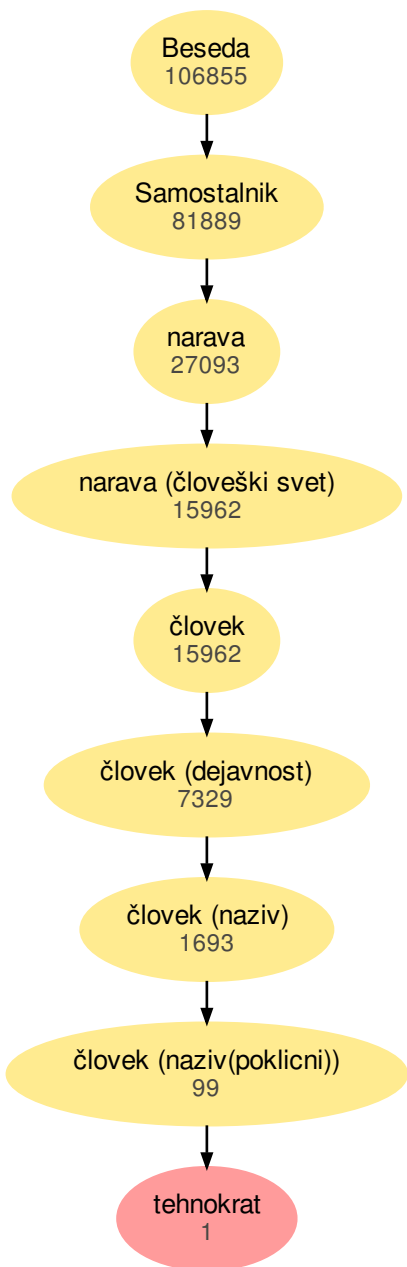 Beseda
106855
Samostalnik
81889
narava
27093
narava (človeški svet)
15962
človek
15962
človek (dejavnost)
7329
človek (naziv)
1693
človek (naziv(poklicni))
99
tehnokrat
1